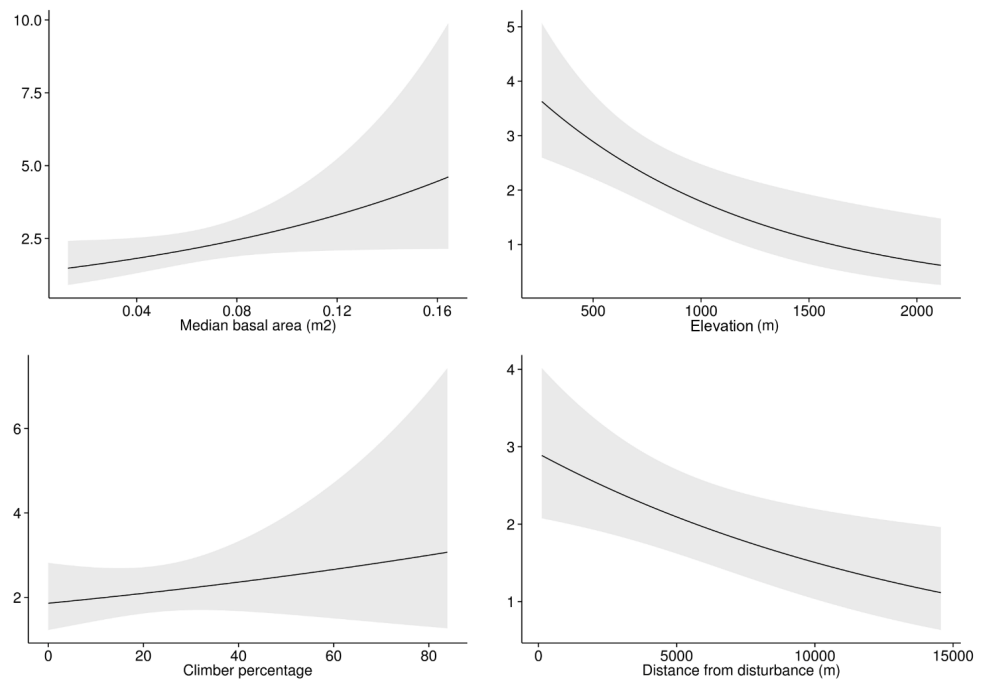 10.0
7.5
5.0
2.5
0.04 0.08 0.12 0.16
Median basal area (m2)
5
4
3
2
1
500 1000 1500 2000
Elevation (m)
6
4
2
0 20 40 60 80
Climber percentage
4
3
2
1
0 5000 10000 15000
Distance from disturbance (m)